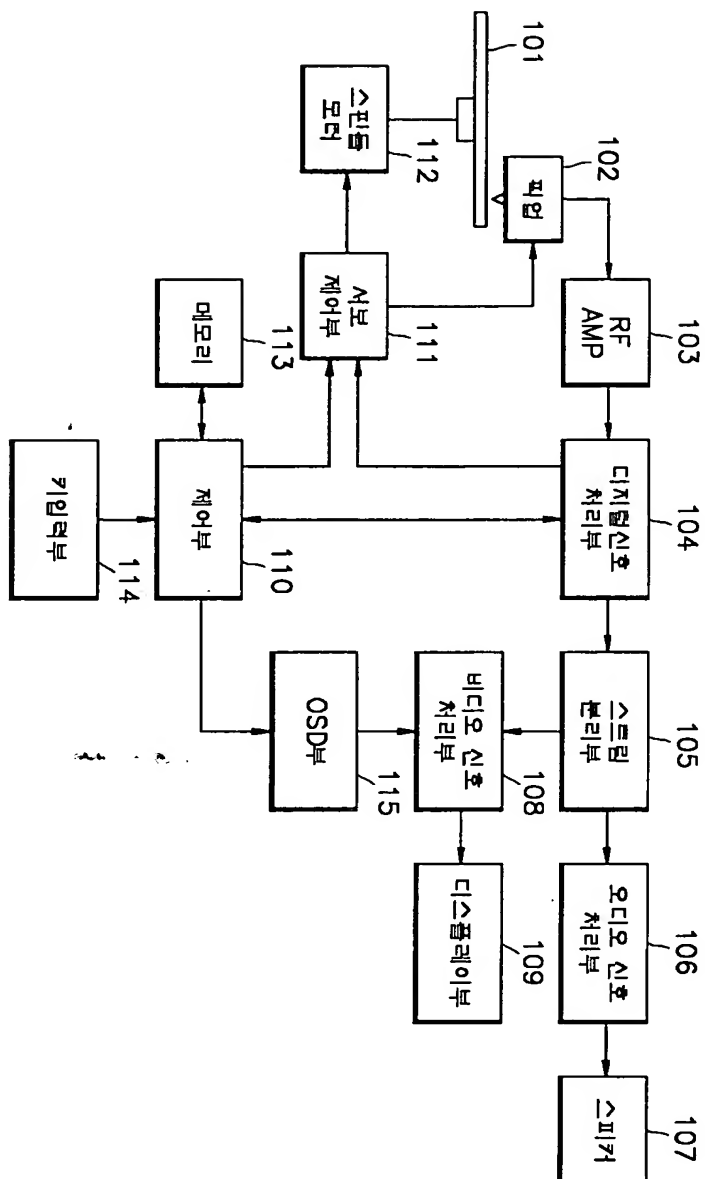 103
104
105
106
107
102
RF
AMP
디지털신호
처리부
스트림
분리부
오디오 신호
처리부
스피커
101
픽업
108
109
비디오 신호
처리부
디스플레이부
112
111
115
스핀들
모터
서보
제어부
OSD부
113
110
메모리
제어부
114
키입력부